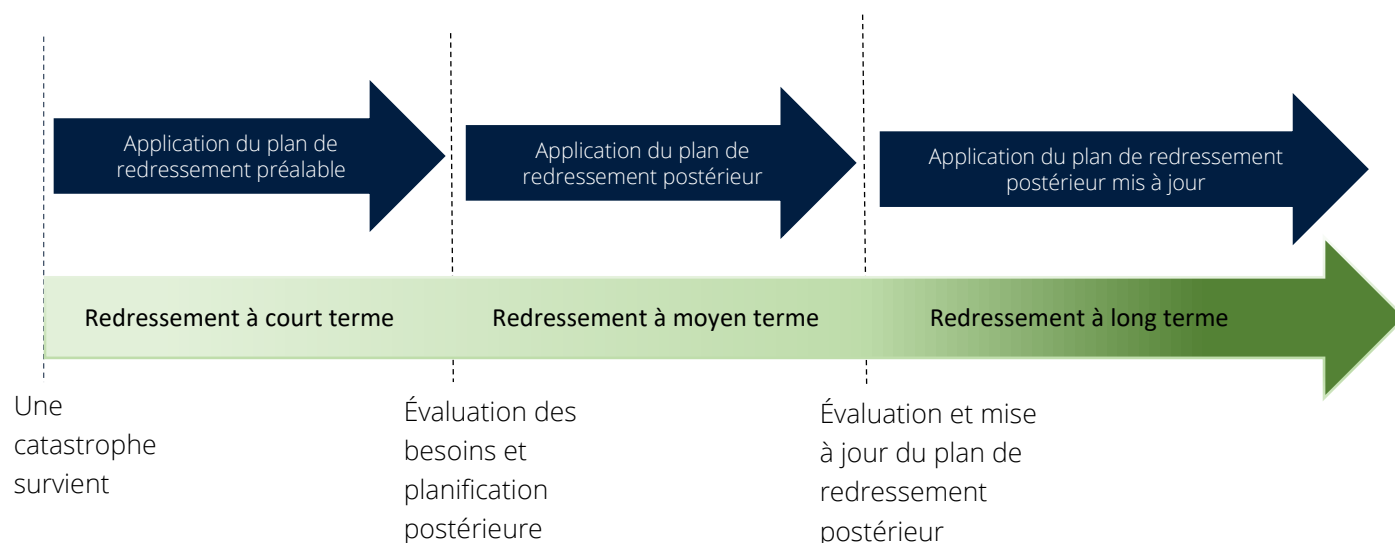 Application du plan de
redressement préalable
Application du plan de
redressement postérieur
Application du plan de redressement
postérieur mis à jour
Redressement à court terme
Redressement à moyen terme
Redressement à long terme
Une
catastrophe
survient
Évaluation des
besoins et
planification
postérieure
Évaluation et mise
à jour du plan de
redressement
postérieur